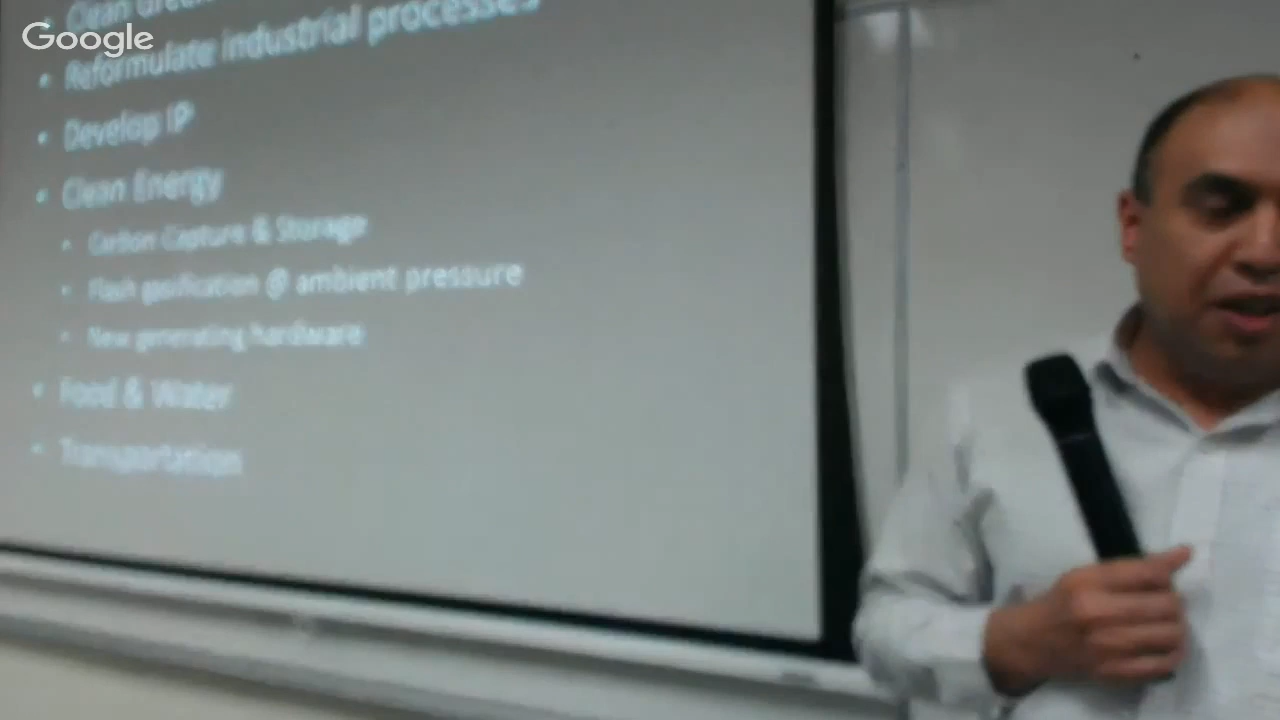 Google
• Clean
• Reformulate industrial processes
• Develop IP
• Clean Energy
• Carbon Capture & Storage
• Flash gasification @ ambient pressure
• New generating hardware
• Food & Water
• Transportation